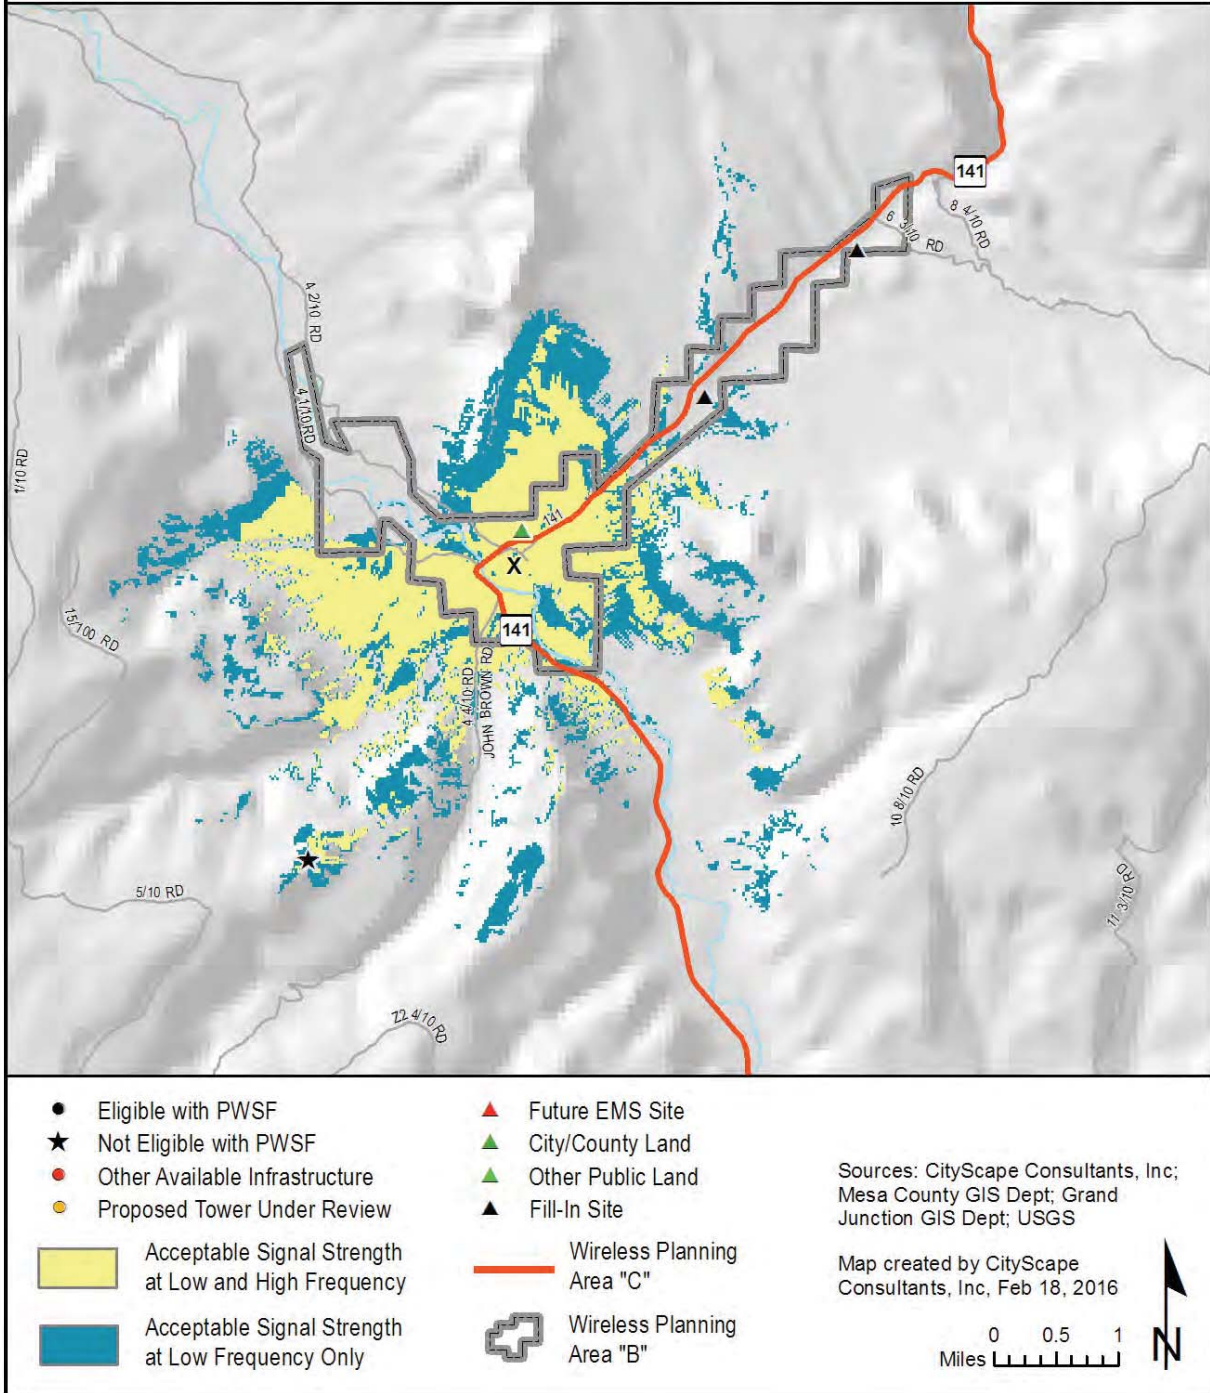 141
8 4/10 RD
6 3/10 RD
4 2/10 RD
4 1/10 RD
1/10 RD
141
X
141
15/100 RD
4 4/10 RD
JOHN BROWN RD
10 8/10 RD
5/10 RD
11 3/10 RD
Z2 4/10 RD
Eligible with PWSF
Not Eligible with PWSF
Other Available Infrastructure
Proposed Tower Under Review
Acceptable Signal Strength
at Low and High Frequency
Acceptable Signal Strength
at Low Frequency Only
Future EMS Site
City/County Land
Other Public Land
Fill-In Site
Wireless Planning
Area "C"
Wireless Planning
Area "B"
Sources: CityScape Consultants, Inc;
Mesa County GIS Dept; Grand
Junction GIS Dept; USGS
Map created by CityScape
Consultants, Inc, Feb 18, 2016
0 0.5 1
Miles
N